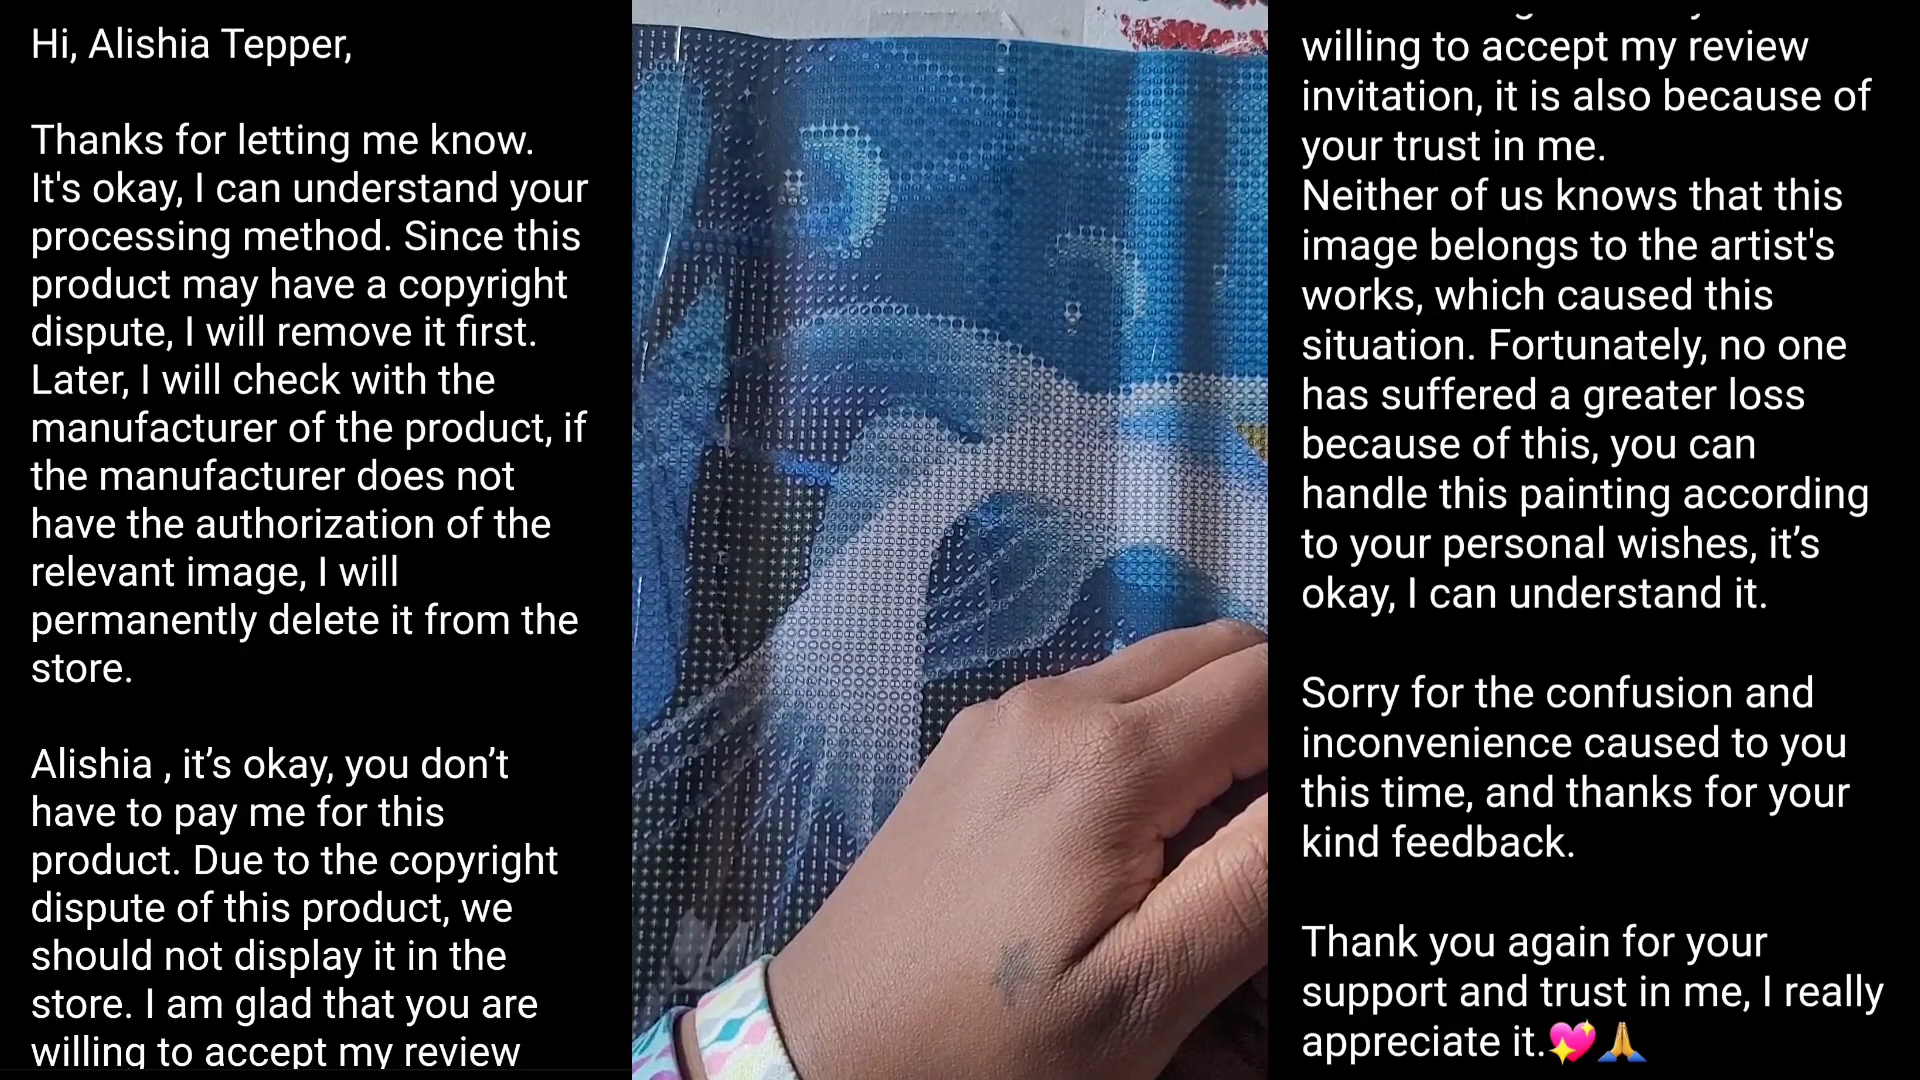 Hi, Alishia Tepper,
Thanks for letting me know.
It's okay, I can understand your
processing method. Since this
product may have a copyright
dispute, I will remove it first.
Later, I will check with the
manufacturer of the product, if
the manufacturer does not
have the authorization of the
relevant image, I will
permanently delete it from the
store.
Alishia , it’s okay, you don’t
have to pay me for this
product. Due to the copyright
dispute of this product, we
should not display it in the
store. I am glad that you are
willing to accept my review
willing to accept my review
invitation, it is also because of
your trust in me.
Neither of us knows that this
image belongs to the artist's
works, which caused this
situation. Fortunately, no one
has suffered a greater loss
because of this, you can
handle this painting according
to your personal wishes, it’s
okay, I can understand it.
Sorry for the confusion and
inconvenience caused to you
this time, and thanks for your
kind feedback.
Thank you again for your
support and trust in me, I really
appreciate it.💖🙏